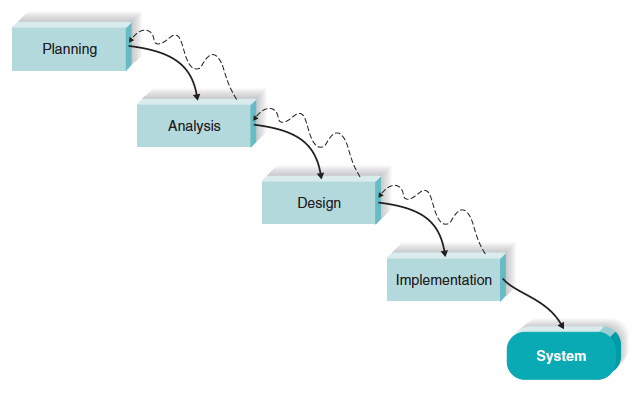 Planning
Analysis
Design
Implementation
System